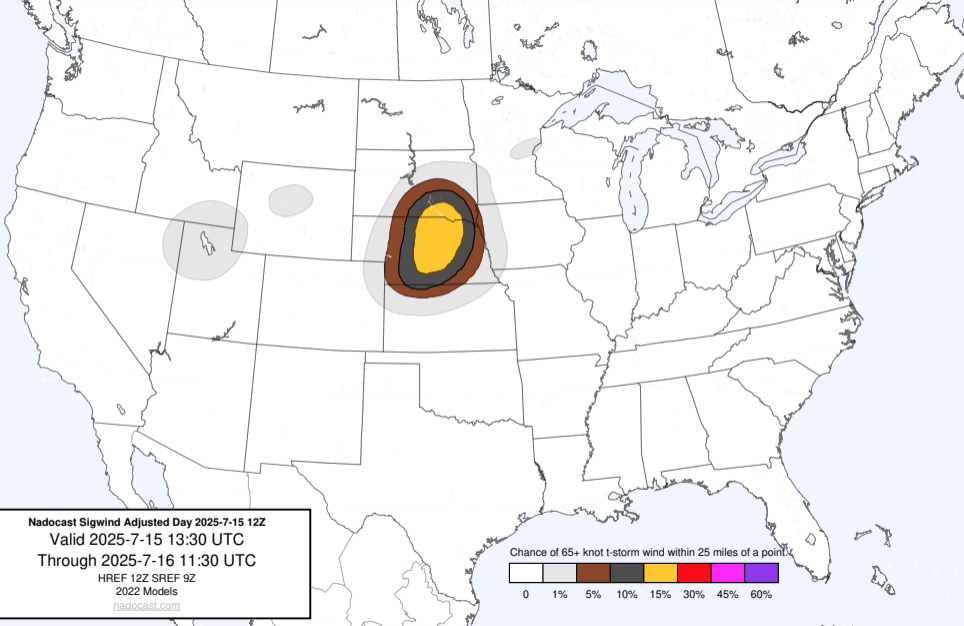 Nadocast Sigwind Adjusted Day 2025-7-15 12Z
Valid 2025-7-15 13:30 UTC
Through 2025-7-16 11:30 UTC
HREF 12Z SREF 9Z
2022 Models
nadocast.com
Chance of 65+ knot t-storm wind within 25 miles of a point.
0 1% 5% 10% 15% 30% 45% 60%